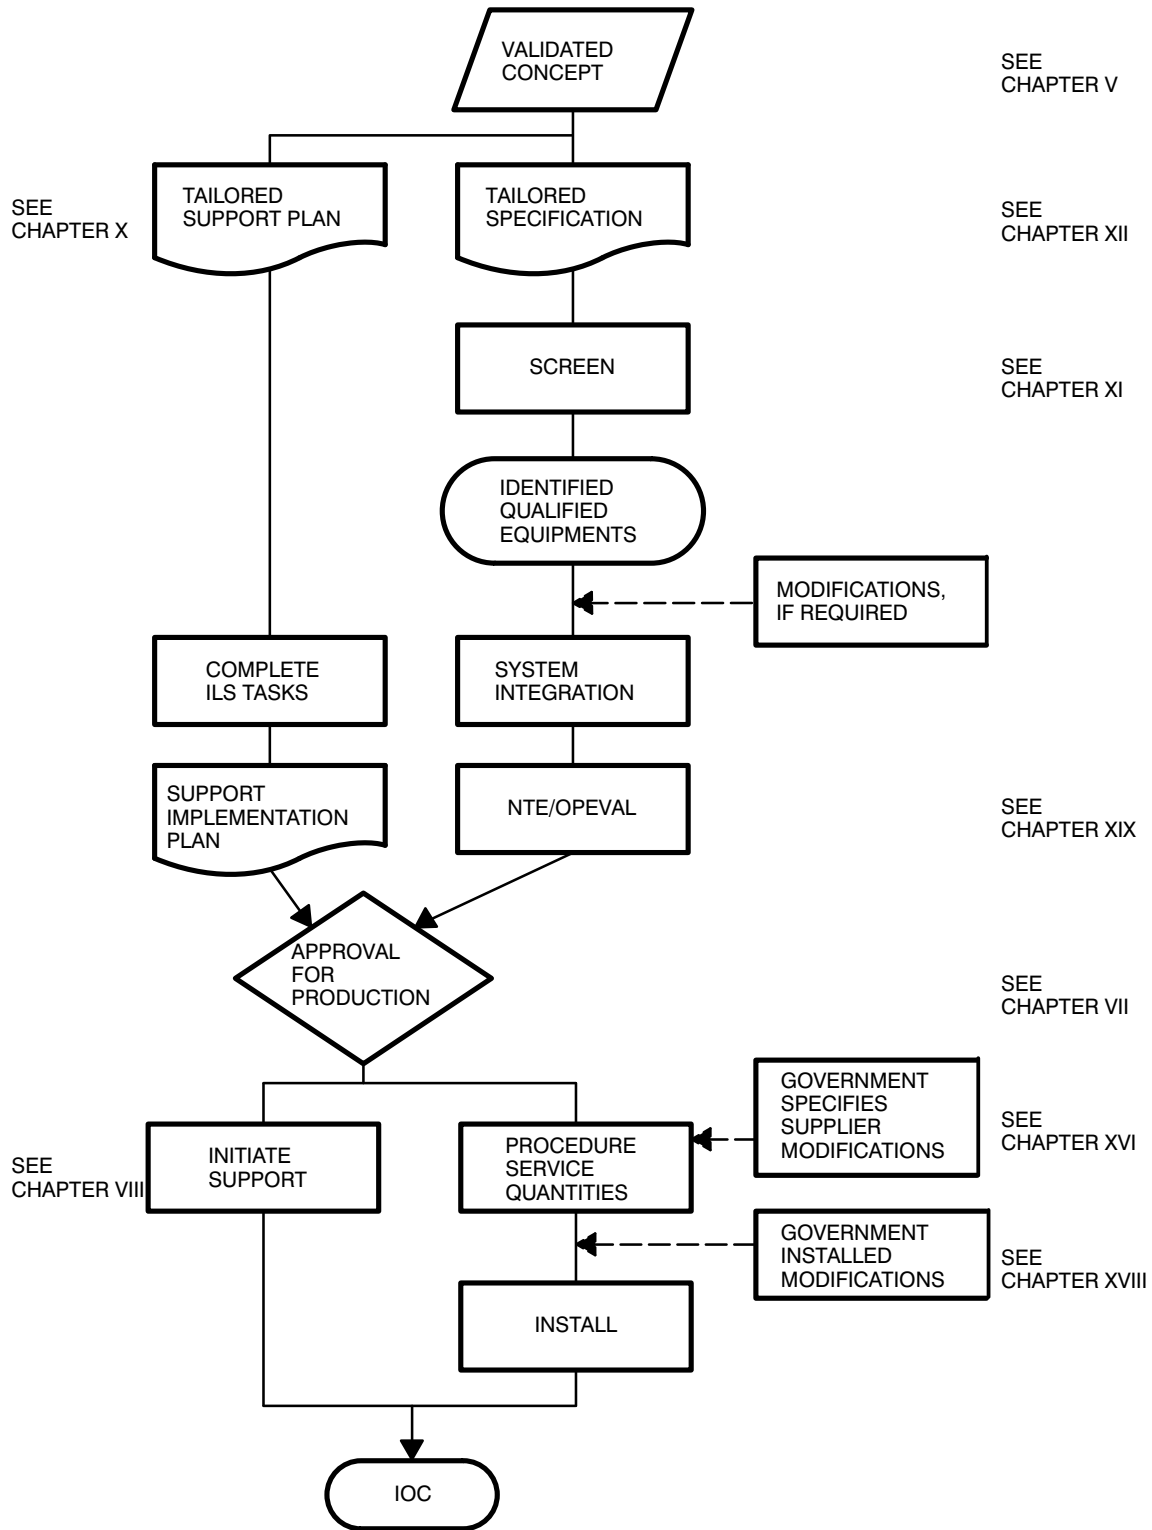 VALIDATED
CONCEPT
SEE
CHAPTER V
SEE
CHAPTER X
TAILORED
SUPPORT PLAN
TAILORED
SPECIFICATION
SEE
CHAPTER XII
SCREEN
SEE
CHAPTER XI
IDENTIFIED
QUALIFIED
EQUIPMENTS
MODIFICATIONS,
IF REQUIRED
COMPLETE
ILS TASKS
SYSTEM
INTEGRATION
SUPPORT
IMPLEMENTATION
PLAN
NTE/OPEVAL
SEE
CHAPTER XIX
APPROVAL
FOR
PRODUCTION
SEE
CHAPTER VII
GOVERNMENT
SPECIFIES
SUPPLIER
MODIFICATIONS
SEE
CHAPTER XVI
SEE
CHAPTER VIII
INITIATE
SUPPORT
PROCEDURE
SERVICE
QUANTITIES
GOVERNMENT
INSTALLED
MODIFICATIONS
SEE
CHAPTER XVIII
INSTALL
IOC